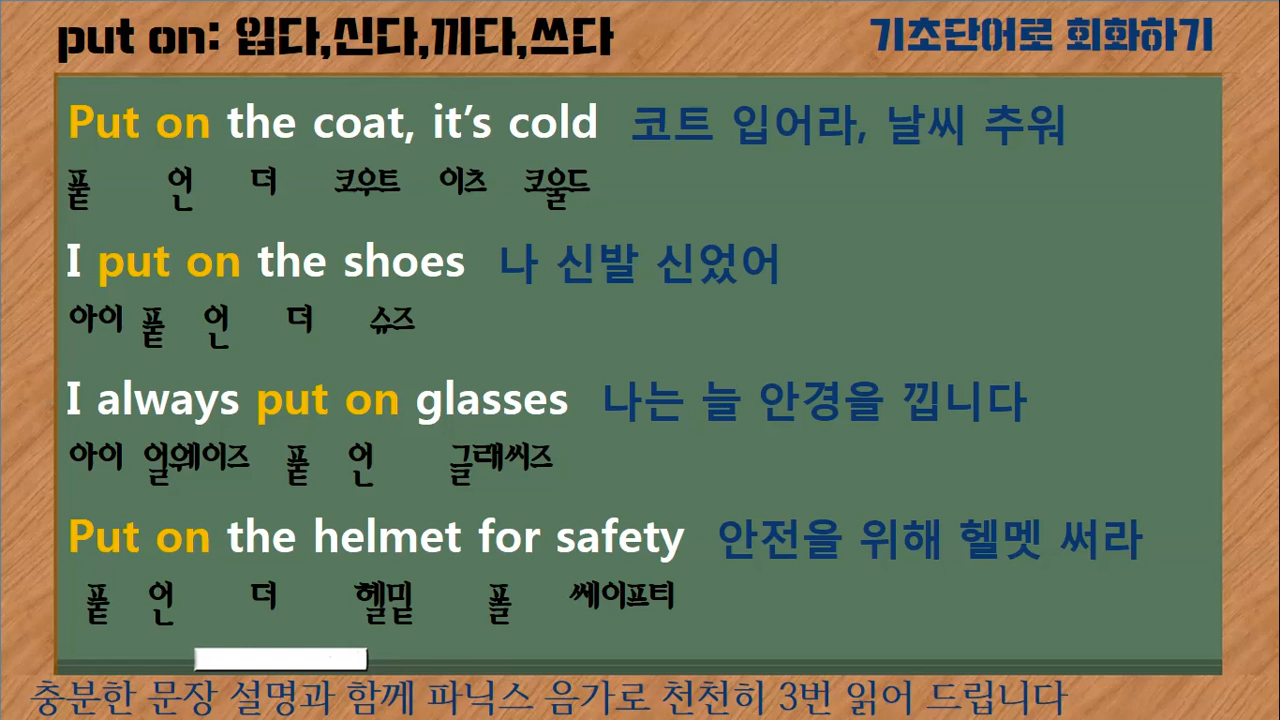 put on: 입다,신다,끼다,쓰다 기초단어로 회화하기
Put on the coat, it's cold 코트 입어라, 날씨 추워
풑 언 더 코우트 이츠 코울드
I put on the shoes 나 신발 신었어
아이 풑 언 더 슈즈
I always put on glasses 나는 늘 안경을 낍니다
아이 얼웨이즈 풑 언 글래씨즈
Put on the helmet for safety 안전을 위해 헬멧 써라
풑 언 더 헬밑 폴 쎄이프티
충분한 문장 설명과 함께 파닉스 음가로 천천히 3번 읽어 드립니다